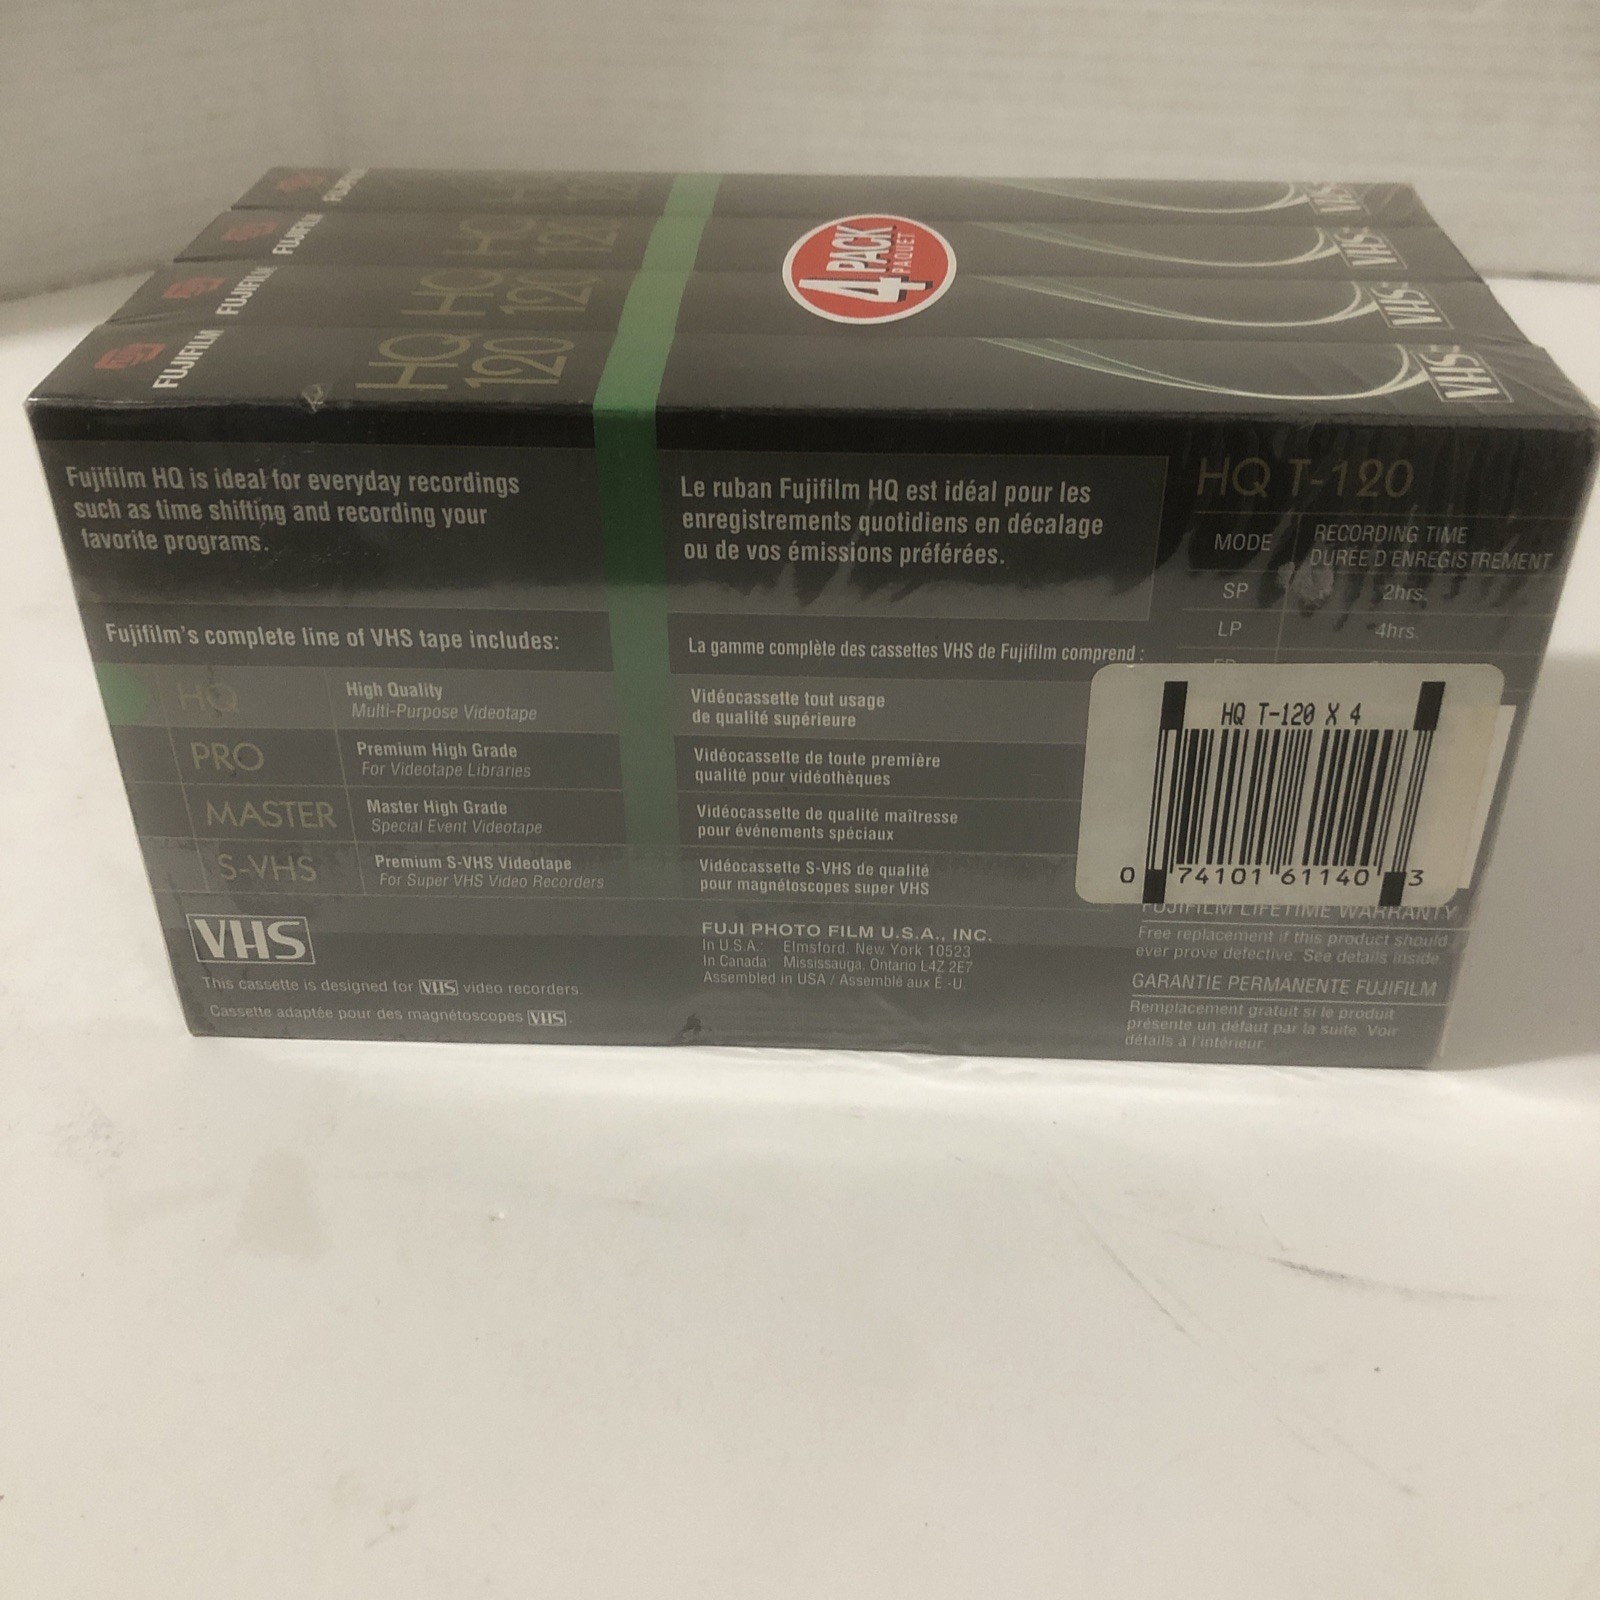 FUJIFILM
FUJIFILM
FUJIFILM
FUJIFILM
HQ
120
HQ
120
HQ
120
HQ
120
4 PACK
PAQUET
VHS
VHS
VHS
VHS
Fujifilm HQ is ideal for everyday recordings
such as time shifting and recording your
favorite programs.
Le ruban Fujifilm HQ est idéal pour les
enregistrements quotidiens en décalage
ou de vos émissions préférées.
HQ T-120
MODE
RECORDING TIME
DURÉE D'ENREGISTREMENT
SP 2hrs.
LP 4hrs.
Fujifilm's complete line of VHS tape includes:
La gamme complète des cassettes VHS de Fujifilm comprend :
HQ
High Quality
Multi-Purpose Videotape
Vidéocassette tout usage
de qualité supérieure
PRO
Premium High Grade
For Videotape Libraries
Vidéocassette de toute première
qualité pour vidéothèques
MASTER
Master High Grade
Special Event Videotape
Vidéocassette de qualité maîtresse
pour événements spéciaux
S-VHS
Premium S-VHS Videotape
For Super VHS Video Recorders
Vidéocassette S-VHS de qualité
pour magnétoscopes super VHS
HQ T-120 X 4
0 74101 61140 3
VHS
This cassette is designed for VHS video recorders.
Cassette adaptée pour des magnétoscopes VHS.
FUJI PHOTO FILM U.S.A., INC.
In U.S.A.: Elmsford, New York 10523
In Canada: Mississauga, Ontario L4Z 2E7
Assembled in USA / Assemblé aux É.-U.
FUJIFILM LIFETIME WARRANTY
Free replacement if this product should
ever prove defective. See details inside.
GARANTIE PERMANENTE FUJIFILM
Remplacement gratuit si le produit
présente un défaut par la suite. Voir
détails à l'intérieur.